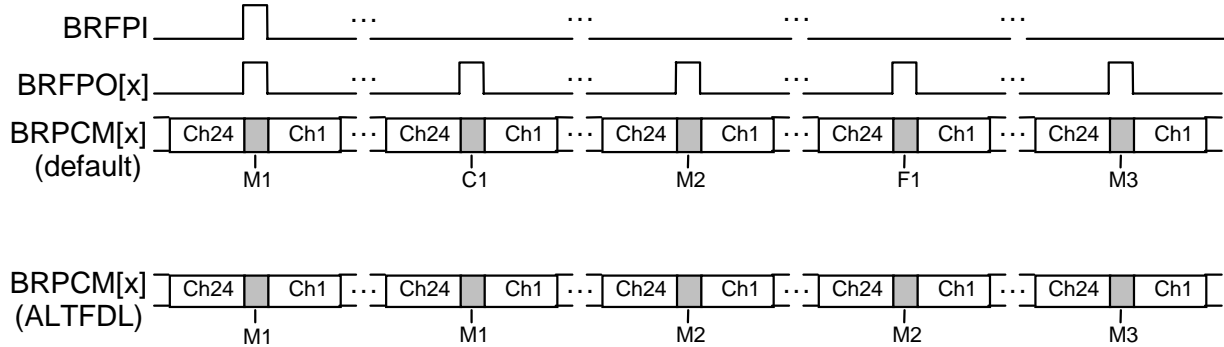 BRFPI ... ... ... ...
BRFPO[x] ... ... ... ...
BRPCM[x] Ch24 Ch1 ... Ch24 Ch1 ... Ch24 Ch1 ... Ch24 Ch1 ... Ch24 Ch1
(default)
M1 C1 M2 F1 M3
BRPCM[x] Ch24 Ch1 ... Ch24 Ch1 ... Ch24 Ch1 ... Ch24 Ch1 ... Ch24 Ch1
(ALTFDL)
M1 M1 M2 M2 M3